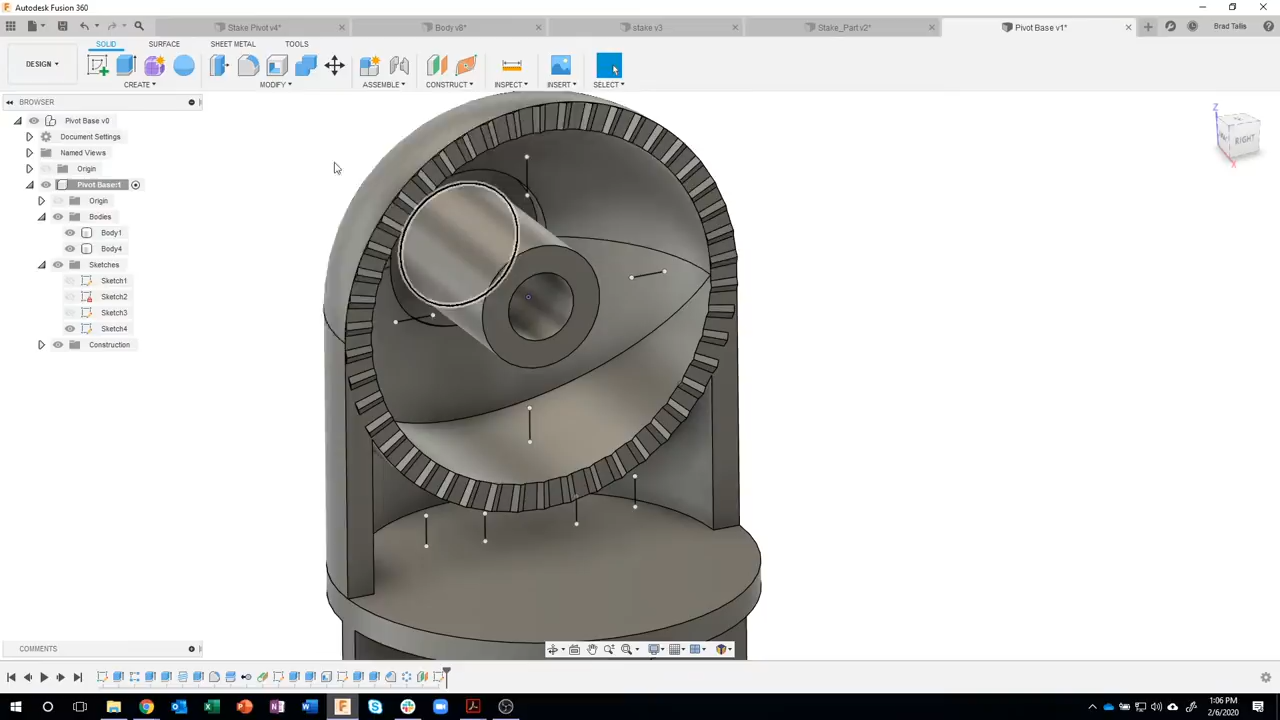 Autodesk Fusion 360
Stake Pivot v4*
Body v8*
stake v3
Stake_Part v2*
Pivot Base v1*
Brad Tallis
DESIGN
SOLID
SURFACE
SHEET METAL
TOOLS
CREATE
MODIFY
ASSEMBLE
CONSTRUCT
INSPECT
INSERT
SELECT
BROWSER
Pivot Base v0
Document Settings
Named Views
Origin
Pivot Base:1
Origin
Bodies
Body1
Body4
Sketches
Sketch1
Sketch2
Sketch3
Sketch4
Construction
Z
RIGHT
X
COMMENTS
1:06 PM
2/6/2020